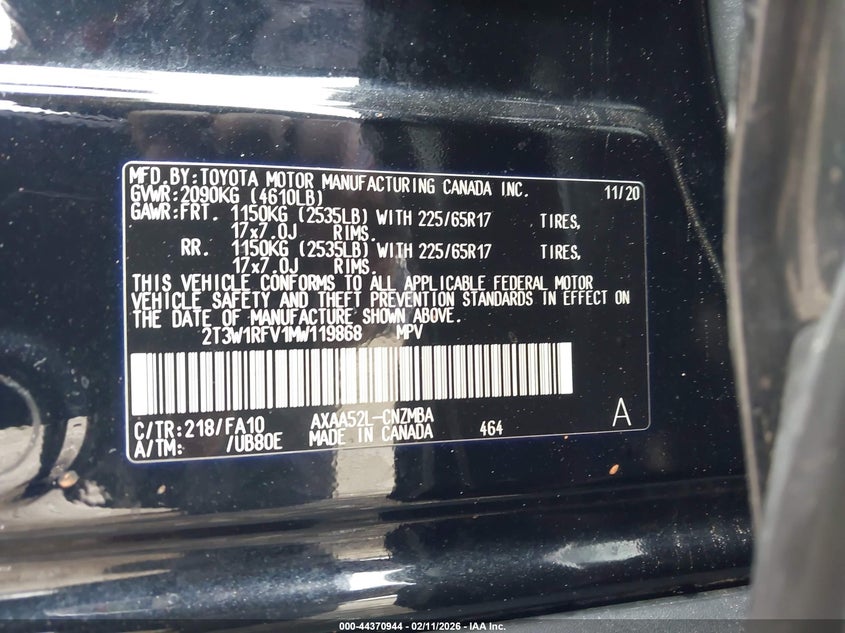 MFD.BY:TOYOTA MOTOR MANUFACTURING CANADA INC. 11/20
GVWR:2090KG (4610LB)
GAWR:FRT. 1150KG (2535LB) WITH 225/65R17 TIRES,
17x7.0J RIMS.
RR. 1150KG (2535LB) WITH 225/65R17 TIRES,
17x7.0J RIMS.
THIS VEHICLE CONFORMS TO ALL APPLICABLE FEDERAL MOTOR
VEHICLE SAFETY AND THEFT PREVENTION STANDARDS IN EFFECT ON
THE DATE OF MANUFACTURE SHOWN ABOVE.
2T3W1RFV1MW119868 MPV
C/TR:218/FA10 AXAA52L-CNZMBA A
A/TM: /UB80E MADE IN CANADA 464
000-44370944 - 02/11/2026 - IAA Inc.